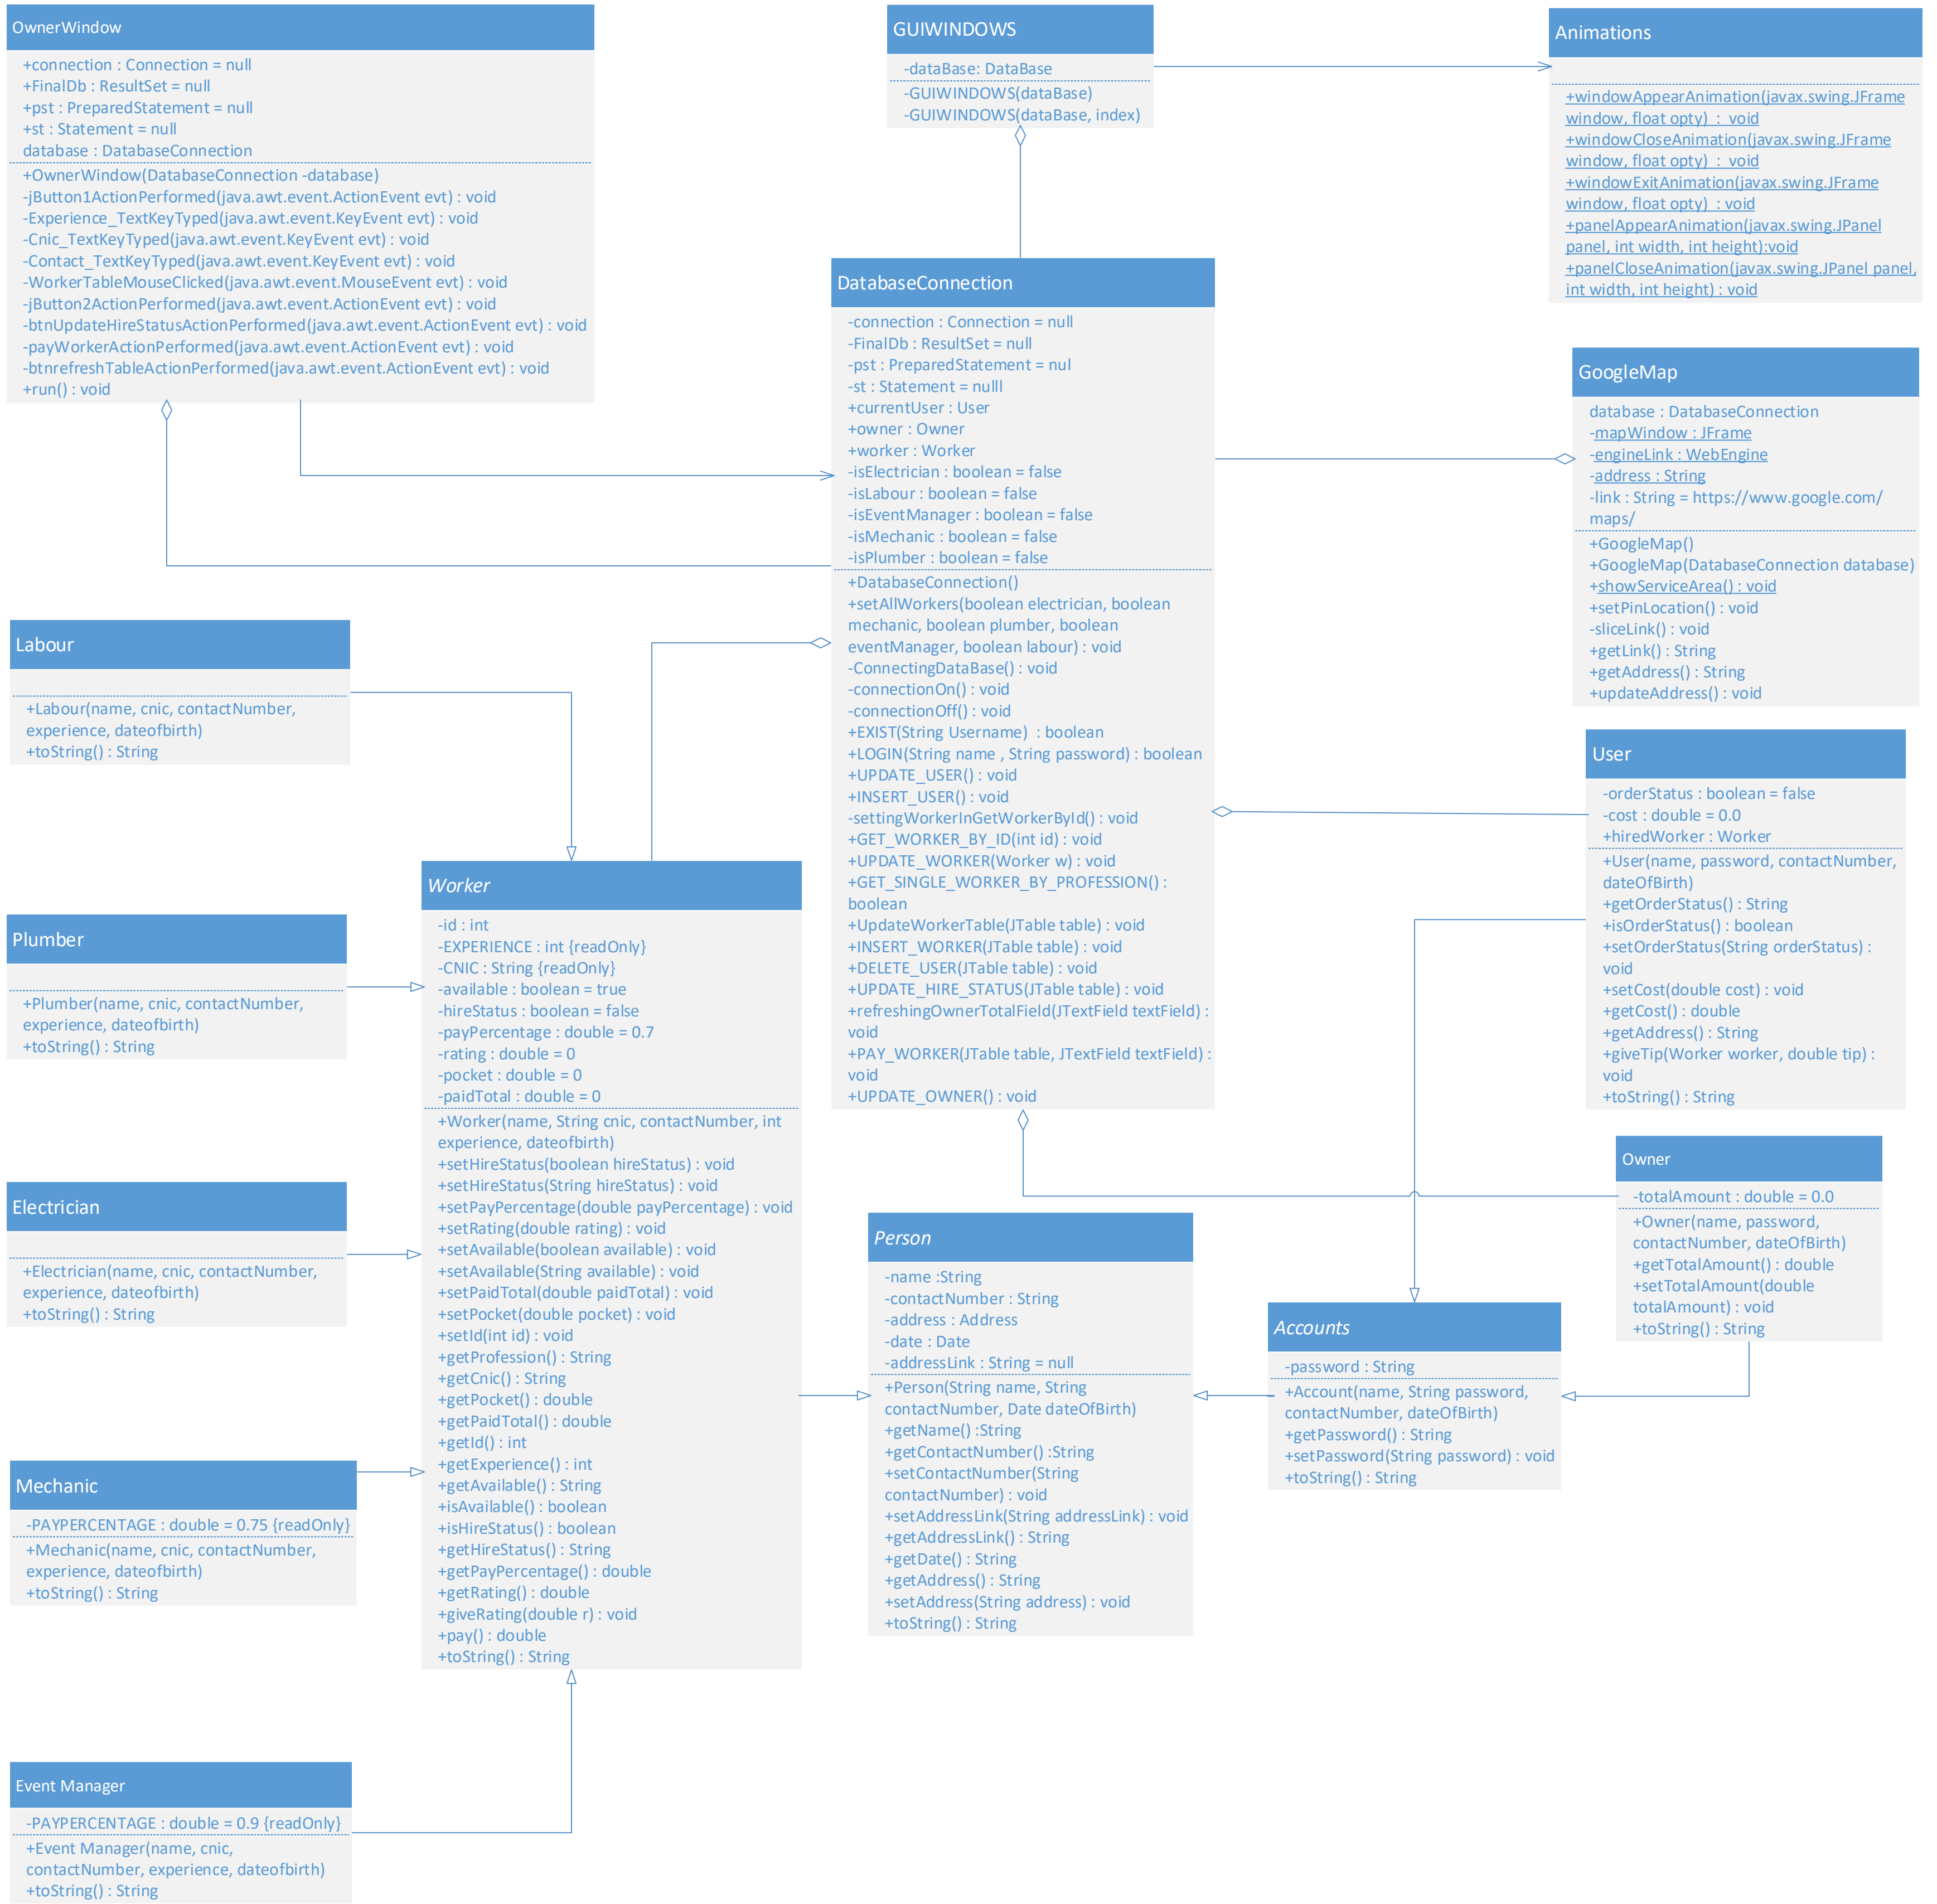 OwnerWindow
+connection : Connection = null
+FinalDb : ResultSet = null
+pst : PreparedStatement = null
+st : Statement = null
database : DatabaseConnection
+OwnerWindow(DatabaseConnection -database)
-jButton1ActionPerformed(java.awt.event.ActionEvent evt) : void
-Experience_TextKeyTyped(java.awt.event.KeyEvent evt) : void
-Cnic_TextKeyTyped(java.awt.event.KeyEvent evt) : void
-Contact_TextKeyTyped(java.awt.event.KeyEvent evt) : void
-WorkerTableMouseClicked(java.awt.event.MouseEvent evt) : void
-jButton2ActionPerformed(java.awt.event.ActionEvent evt) : void
-btnUpdateHireStatusActionPerformed(java.awt.event.ActionEvent evt) : void
-payWorkerActionPerformed(java.awt.event.ActionEvent evt) : void
-btnrefreshTableActionPerformed(java.awt.event.ActionEvent evt) : void
+run() : void
GUIWINDOWS
-dataBase: DataBase
-GUIWINDOWS(dataBase)
-GUIWINDOWS(dataBase, index)
Animations
+windowAppearAnimation(javax.swing.JFrame
window, float opty)  :  void
+windowCloseAnimation(javax.swing.JFrame
window, float opty)  :  void
+windowExitAnimation(javax.swing.JFrame
window, float opty)  : void
+panelAppearAnimation(javax.swing.JPanel
panel, int width, int height):void
+panelCloseAnimation(javax.swing.JPanel panel,
int width, int height) : void
DatabaseConnection
-connection : Connection = null
-FinalDb : ResultSet = null
-pst : PreparedStatement = nul
-st : Statement = nulll
+currentUser : User
+owner : Owner
+worker : Worker
-isElectrician : boolean = false
-isLabour : boolean = false
-isEventManager : boolean = false
-isMechanic : boolean = false
-isPlumber : boolean = false
+DatabaseConnection()
+setAllWorkers(boolean electrician, boolean
mechanic, boolean plumber, boolean
eventManager, boolean labour) : void
-ConnectingDataBase() : void
-connectionOn() : void
-connectionOff() : void
+EXIST(String Username)  : boolean
+LOGIN(String name , String password) : boolean
+UPDATE_USER() : void
+INSERT_USER() : void
-settingWorkerInGetWorkerById() : void
+GET_WORKER_BY_ID(int id) : void
+UPDATE_WORKER(Worker w) : void
+GET_SINGLE_WORKER_BY_PROFESSION() :
boolean
+UpdateWorkerTable(JTable table) : void
+INSERT_WORKER(JTable table) : void
+DELETE_USER(JTable table) : void
+UPDATE_HIRE_STATUS(JTable table) : void
+refreshingOwnerTotalField(JTextField textField) :
void
+PAY_WORKER(JTable table, JTextField textField) :
void
+UPDATE_OWNER() : void
GoogleMap
database : DatabaseConnection
-mapWindow : JFrame
-engineLink : WebEngine
-address : String
-link : String = https://www.google.com/
maps/
+GoogleMap()
+GoogleMap(DatabaseConnection database)
+showServiceArea() : void
+setPinLocation() : void
-sliceLink() : void
+getLink() : String
+getAddress() : String
+updateAddress() : void
User
-orderStatus : boolean = false
-cost : double = 0.0
+hiredWorker : Worker
+User(name, password, contactNumber,
dateOfBirth)
+getOrderStatus() : String
+isOrderStatus() : boolean
+setOrderStatus(String orderStatus) :
void
+setCost(double cost) : void
+getCost() : double
+getAddress() : String
+giveTip(Worker worker, double tip) :
void
+toString() : String
Labour
+Labour(name, cnic, contactNumber,
experience, dateofbirth)
+toString() : String
Plumber
+Plumber(name, cnic, contactNumber,
experience, dateofbirth)
+toString() : String
Electrician
+Electrician(name, cnic, contactNumber,
experience, dateofbirth)
+toString() : String
Mechanic
-PAYPERCENTAGE : double = 0.75 {readOnly}
+Mechanic(name, cnic, contactNumber,
experience, dateofbirth)
+toString() : String
Event Manager
-PAYPERCENTAGE : double = 0.9 {readOnly}
+Event Manager(name, cnic,
contactNumber, experience, dateofbirth)
+toString() : String
Worker
-id : int
-EXPERIENCE : int {readOnly}
-CNIC : String {readOnly}
-available : boolean = true
-hireStatus : boolean = false
-payPercentage : double = 0.7
-rating : double = 0
-pocket : double = 0
-paidTotal : double = 0
+Worker(name, String cnic, contactNumber, int
experience, dateofbirth)
+setHireStatus(boolean hireStatus) : void
+setHireStatus(String hireStatus) : void
+setPayPercentage(double payPercentage) : void
+setRating(double rating) : void
+setAvailable(boolean available) : void
+setAvailable(String available) : void
+setPaidTotal(double paidTotal) : void
+setPocket(double pocket) : void
+setId(int id) : void
+getProfession() : String
+getCnic() : String
+getPocket() : double
+getPaidTotal() : double
+getId() : int
+getExperience() : int
+getAvailable() : String
+isAvailable() : boolean
+isHireStatus() : boolean
+getHireStatus() : String
+getPayPercentage() : double
+getRating() : double
+giveRating(double r) : void
+pay() : double
+toString() : String
Person
-name :String
-contactNumber : String
-address : Address
-date : Date
-addressLink : String = null
+Person(String name, String
contactNumber, Date dateOfBirth)
+getName() :String
+getContactNumber() :String
+setContactNumber(String
contactNumber) : void
+setAddressLink(String addressLink) : void
+getAddressLink() : String
+getDate() : String
+getAddress() : String
+setAddress(String address) : void
+toString() : String
Accounts
-password : String
+Account(name, String password,
contactNumber, dateOfBirth)
+getPassword() : String
+setPassword(String password) : void
+toString() : String
Owner
-totalAmount : double = 0.0
+Owner(name, password,
contactNumber, dateOfBirth)
+getTotalAmount() : double
+setTotalAmount(double
totalAmount) : void
+toString() : String